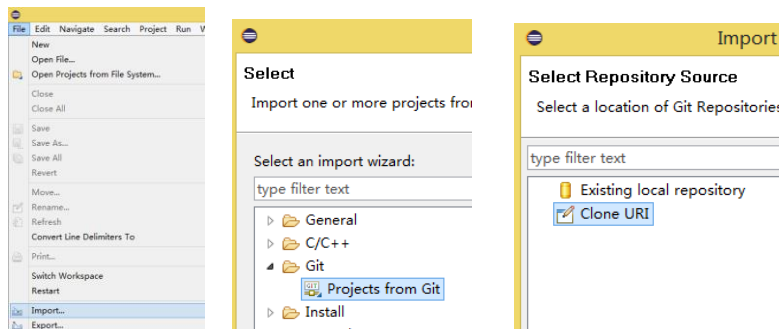 File Edit Navigate Search Project Run
New
Open File...
Open Projects from File System...
Close
Close All
Save
Save As...
Save All
Revert
Move...
Rename...
Refresh
Convert Line Delimiters To
Print...
Switch Workspace
Restart
Import...
Export...
Select
Import one or more projects from
Select an import wizard:
type filter text
General
C/C++
Git
Projects from Git
Install
Import
Select Repository Source
Select a location of Git Repositories
type filter text
Existing local repository
Clone URI